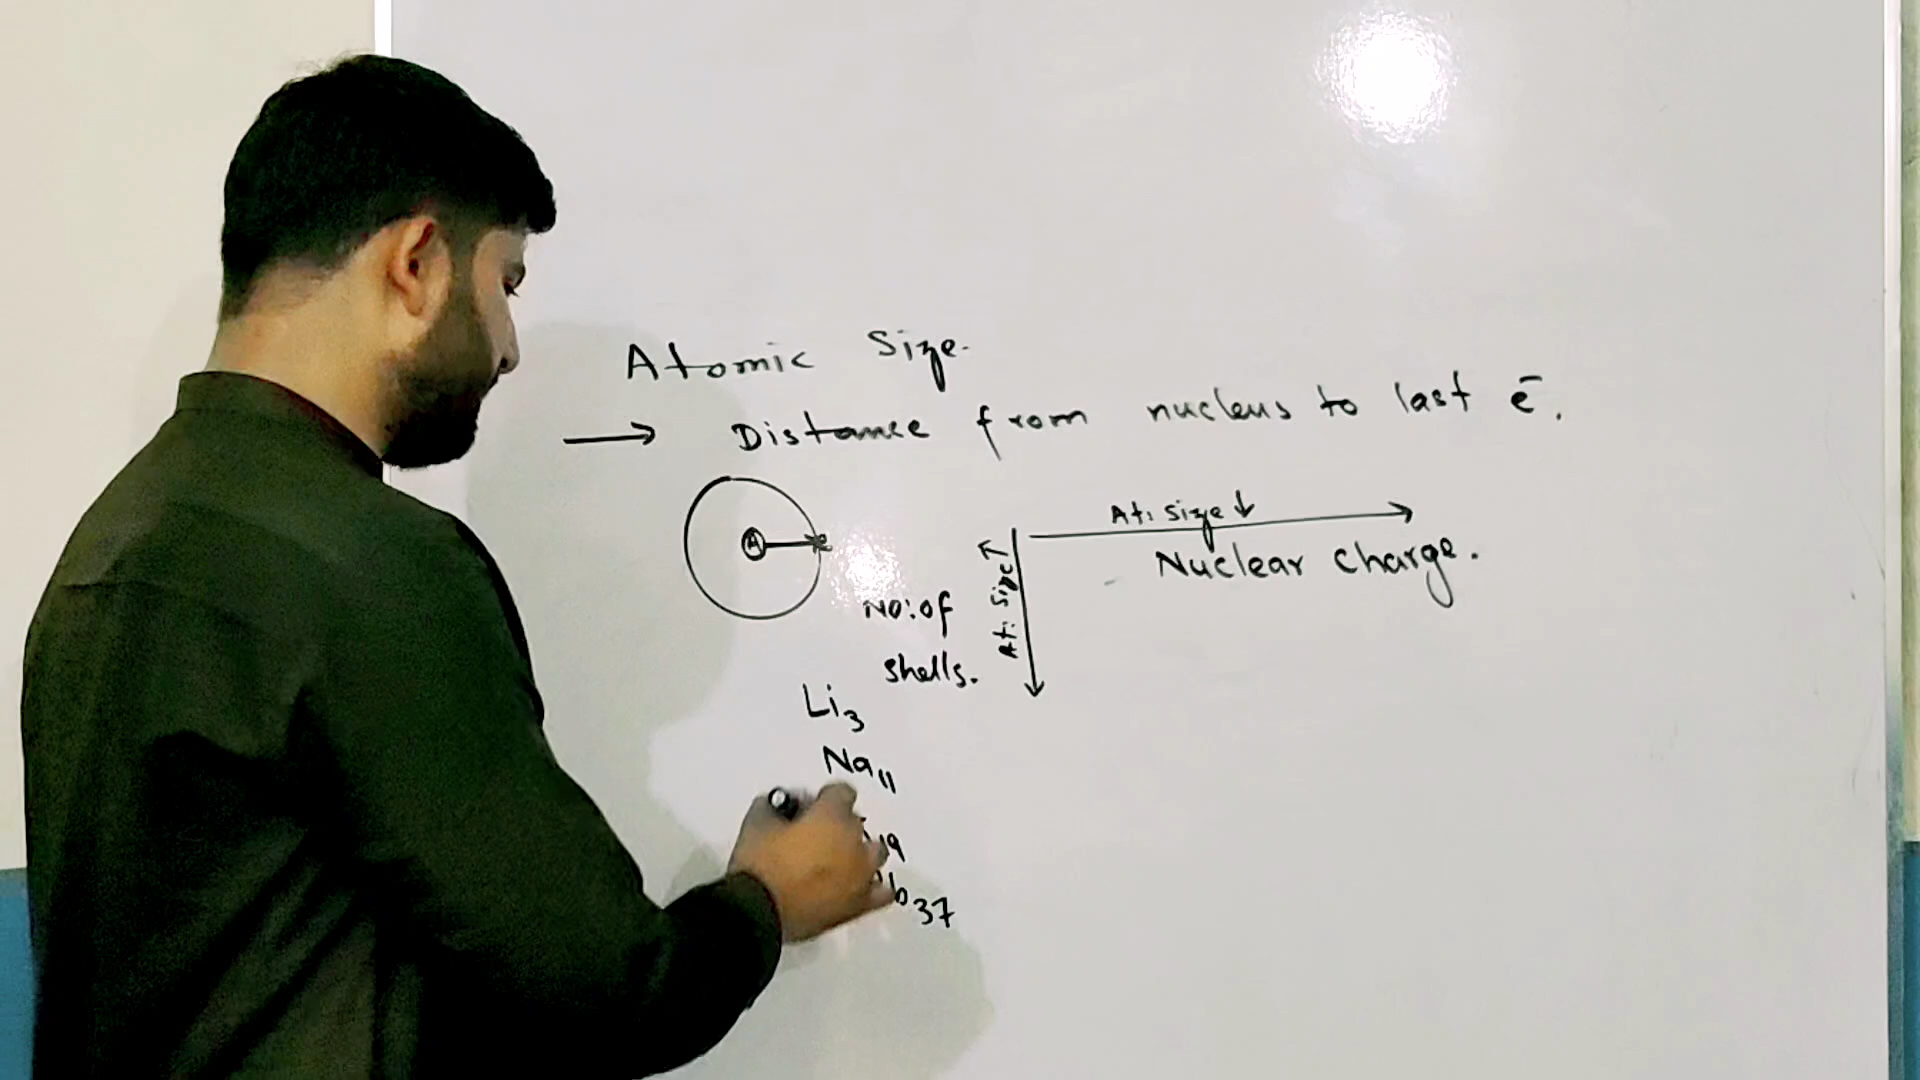 Atomic Size.
→ Distance from nucleus to last e⁻.
A
At: Size ↓
Nuclear charge.
At: Size ↑
No: of
shells.
Li₃
Na₁₁
₁₉
b₃₇